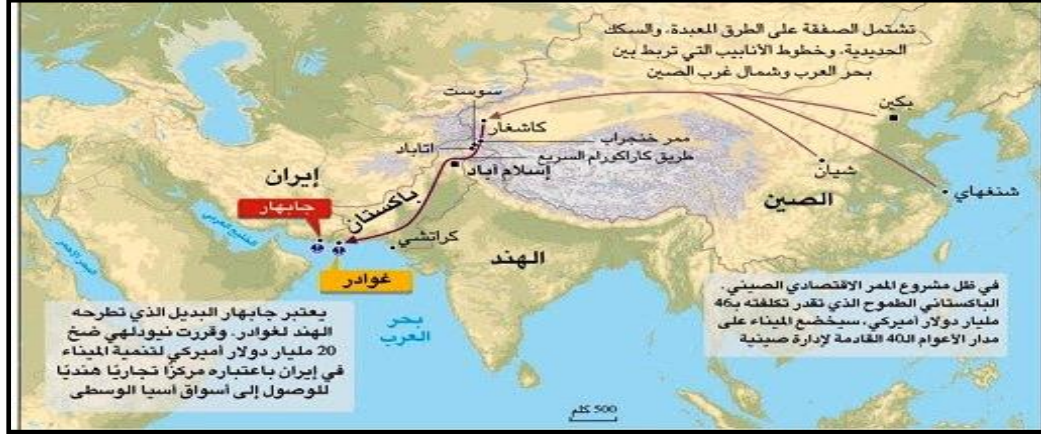 تشتمل الصفقة على الطرق المعبدة، والسكك
الحديدية، وخطوط الأنابيب التي تربط بين
بحر العرب وشمال غرب الصين
سوست
بكين
كاشغار
ممر خنجراب
اتاباد
طريق كاراكورام السريع
شيان
إسلام آباد
إيران
شنغهاي
الصين
باكستان
جابهار
الخليج العربي
كراتشي
البحر الأحمر
الهند
غوادر
في ظل مشروع الممر الاقتصادي الصيني،
الباكستاني الطموح الذي تقدر تكلفته بـ46
مليار دولار أميركي، سيخضع الميناء على
مدار الأعوام الـ40 القادمة لإدارة صينية
بحر
العرب
يعتبر جابهار البديل الذي تطرحه
الهند لغوادر. وقررت نيودلهي ضخ
20 مليار دولار أميركي لتنمية الميناء
في إيران باعتباره مركزًا تجاريًا هنديًا
للوصول إلى أسواق آسيا الوسطى
500 كلم